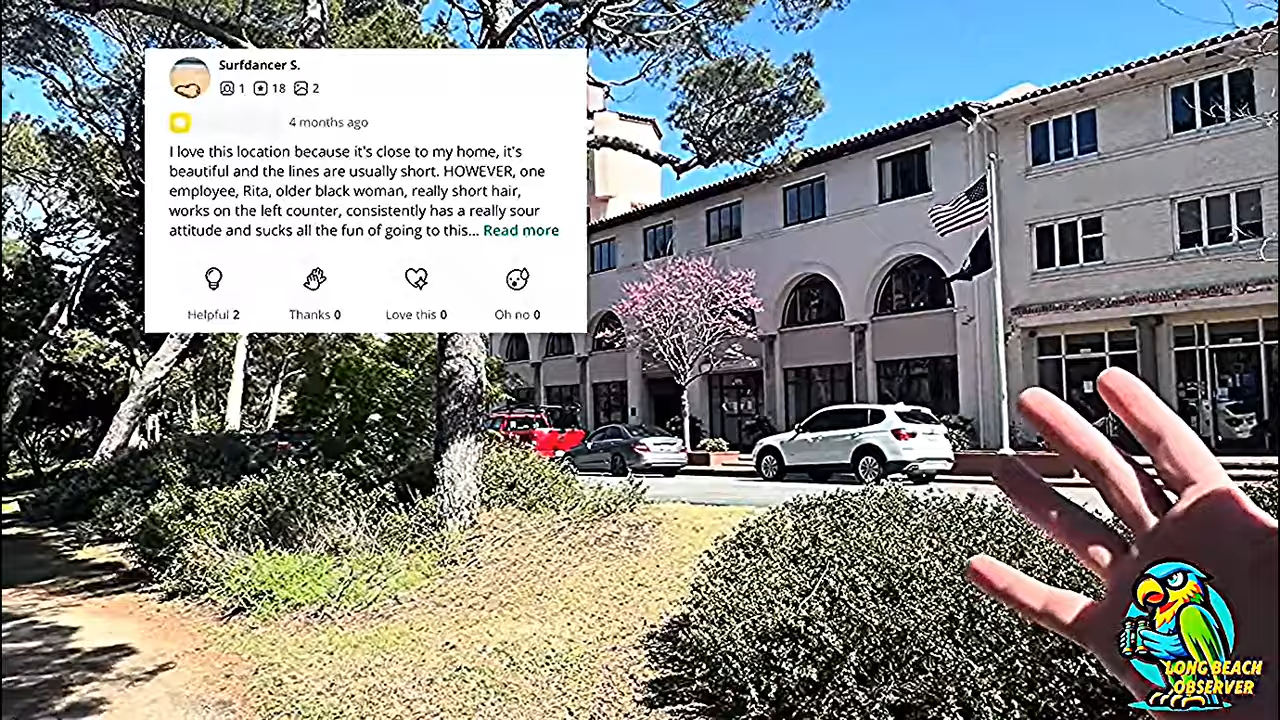 Surfdancer S.
1 18 2
4 months ago
I love this location because it's close to my home, it's
beautiful and the lines are usually short. HOWEVER, one
employee, Rita, older black woman, really short hair,
works on the left counter, consistently has a really sour
attitude and sucks all the fun of going to this... Read more
Helpful 2 Thanks 0 Love this 0 Oh no 0
LONG BEACH
OBSERVER